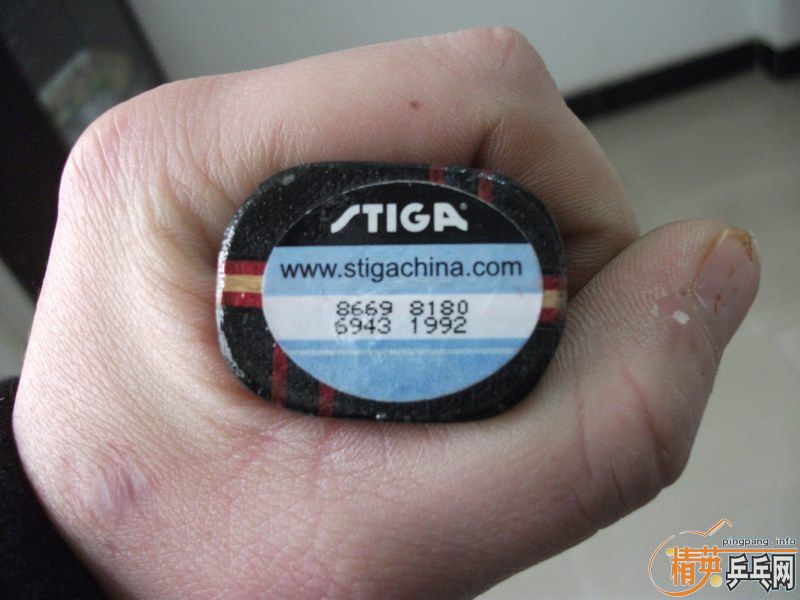 STIGA
www.stigachina.com
8669 8180
6943 1992
pingpang.info
精英乒乓网